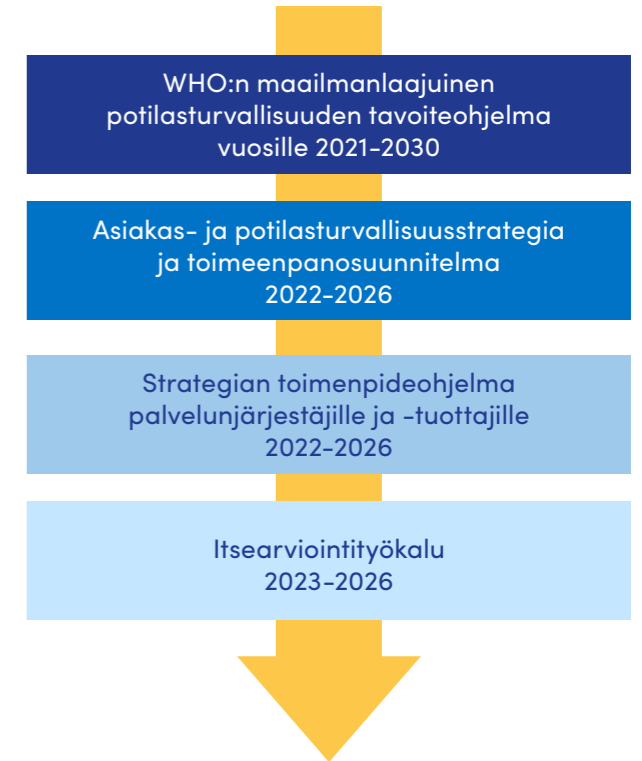 WHO:n maailmanlaajuinen
potilasturvallisuuden tavoiteohjelma
vuosille 2021-2030
Asiakas- ja potilasturvallisuusstrategia
ja toimeenpanosuunnitelma
2022-2026
Strategian toimenpideohjelma
palvelunjärjestäjille ja -tuottajille
2022-2026
Itsearviointityökalu
2023-2026